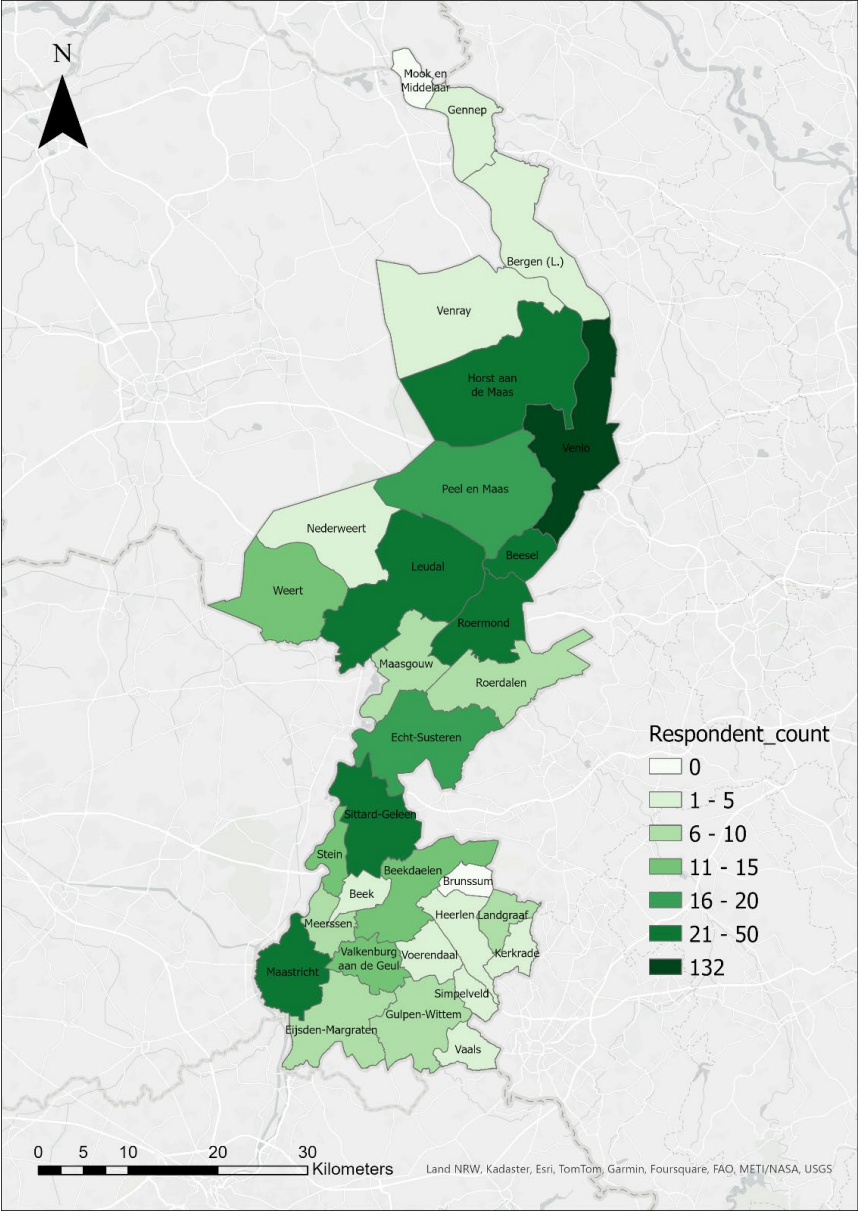 N
Mook en
Middelaar
Gennep
Bergen (L.)
Venray
Horst aan
de Maas
Venlo
Peel en Maas
Nederweert
Beesel
Leudal
Weert
Roermond
Maasgouw
Roerdalen
Echt-Susteren
Respondent_count
0
1 - 5
6 - 10
11 - 15
16 - 20
21 - 50
132
Sittard-Geleen
Stein
Beekdaelen
Brunssum
Beek
Heerlen
Landgraaf
Meerssen
Valkenburg
aan de Geul
Voerendaal
Kerkrade
Maastricht
Simpelveld
Gulpen-Wittem
Eijsden-Margraten
Vaals
0 5 10 20 30
Kilometers
Land NRW, Kadaster, Esri, TomTom, Garmin, Foursquare, FAO, METI/NASA, USGS